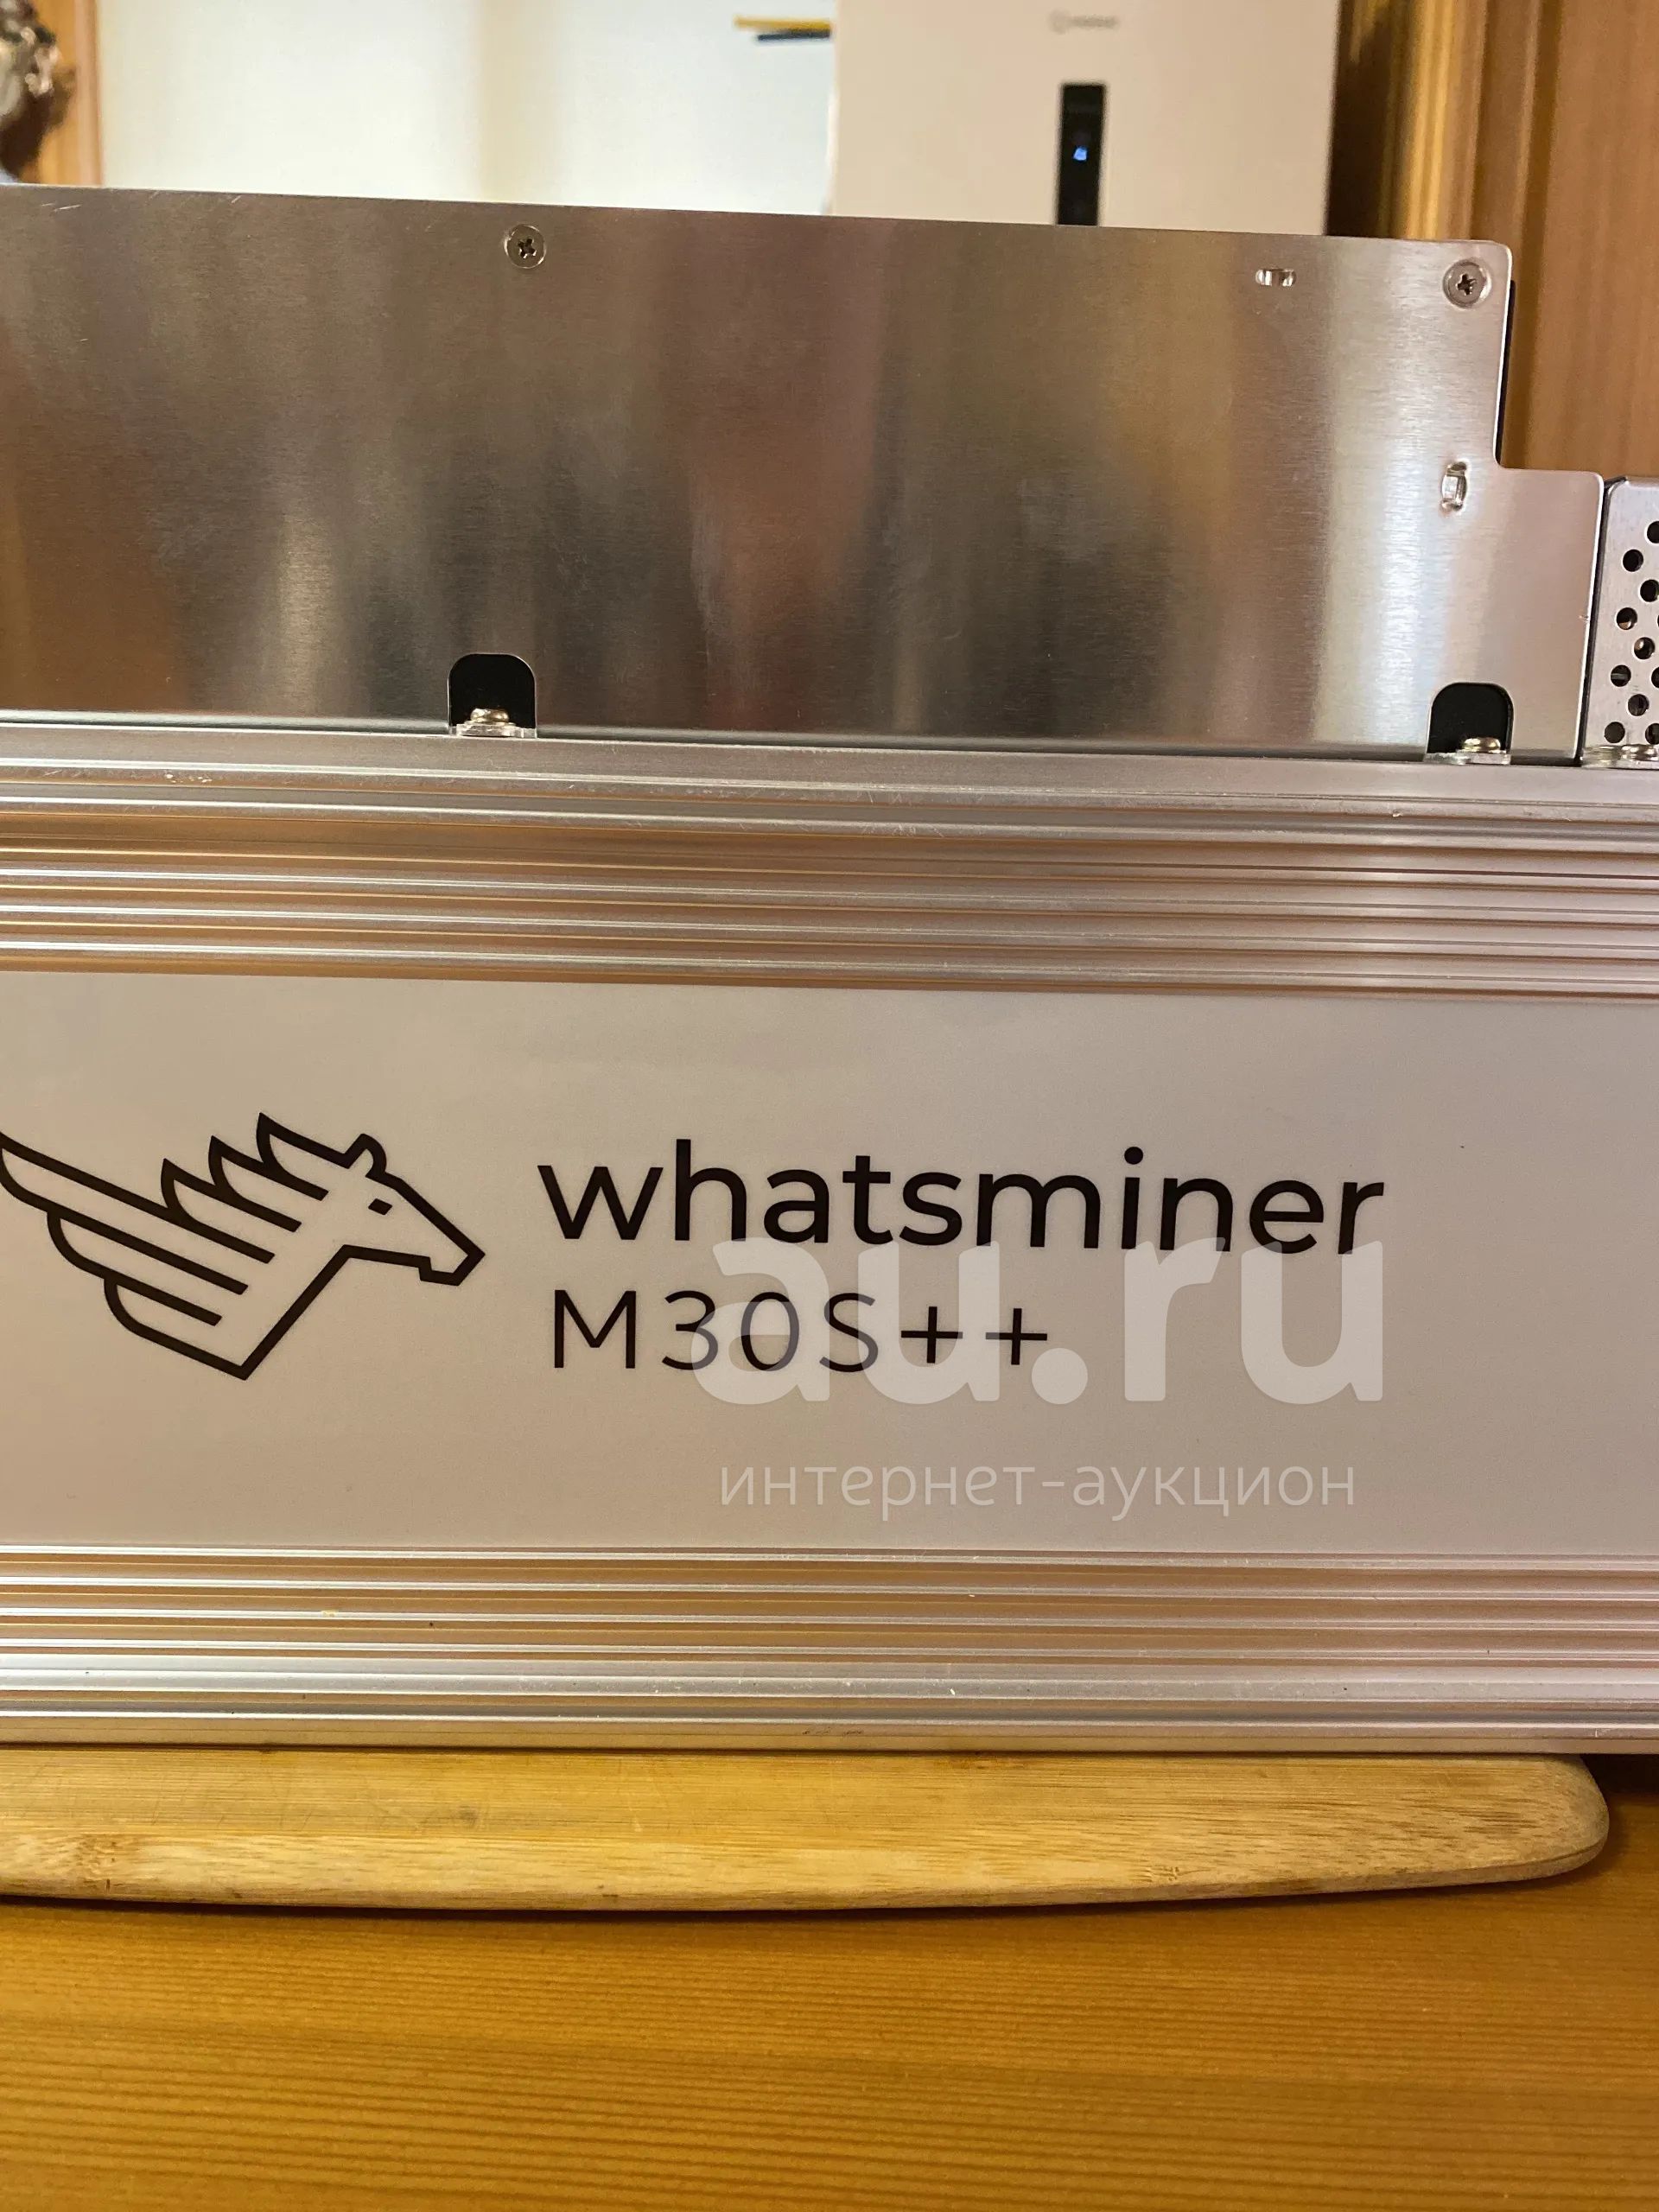 whatsminer
M30S++
au.ru
интернет-аукцион